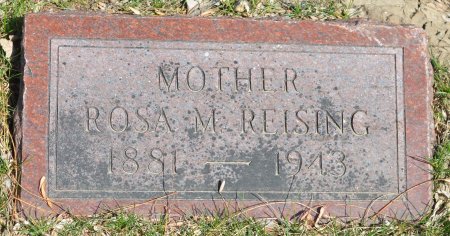 MOTHER
ROSA M. REISING
1881 — 1943